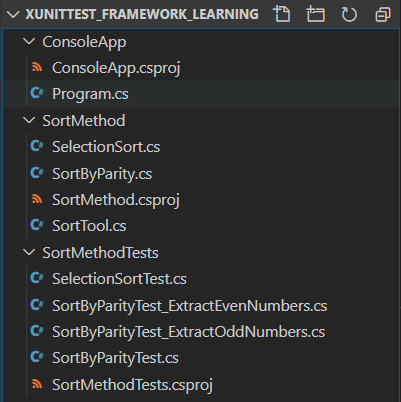 XUNITTEST_FRAMEWORK_LEARNING
ConsoleApp
ConsoleApp.csproj
C# Program.cs
SortMethod
C# SelectionSort.cs
C# SortByParity.cs
SortMethod.csproj
C# SortTool.cs
SortMethodTests
C# SelectionSortTest.cs
C# SortByParityTest_ExtractEvenNumbers.cs
C# SortByParityTest_ExtractOddNumbers.cs
C# SortByParityTest.cs
SortMethodTests.csproj